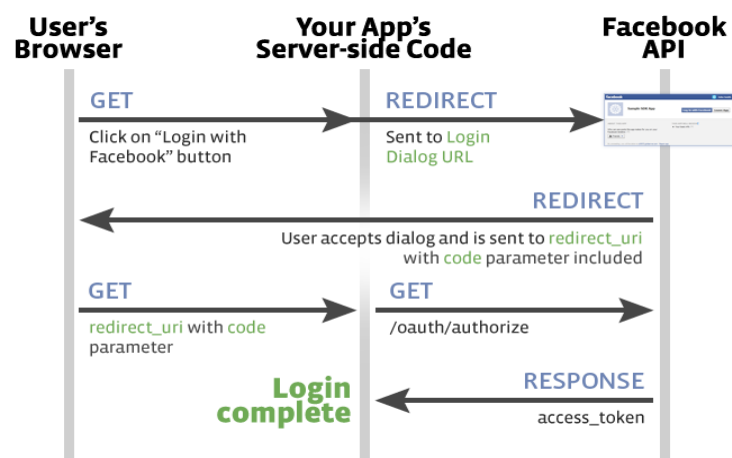 User's
Browser
Your App's
Server-side Code
Facebook
API
GET
Click on “Login with
Facebook” button
REDIRECT
Sent to Login
Dialog URL
REDIRECT
User accepts dialog and is sent to redirect_uri
with code parameter included
GET
redirect_uri with code
parameter
GET
/oauth/authorize
Login
complete
RESPONSE
access_token